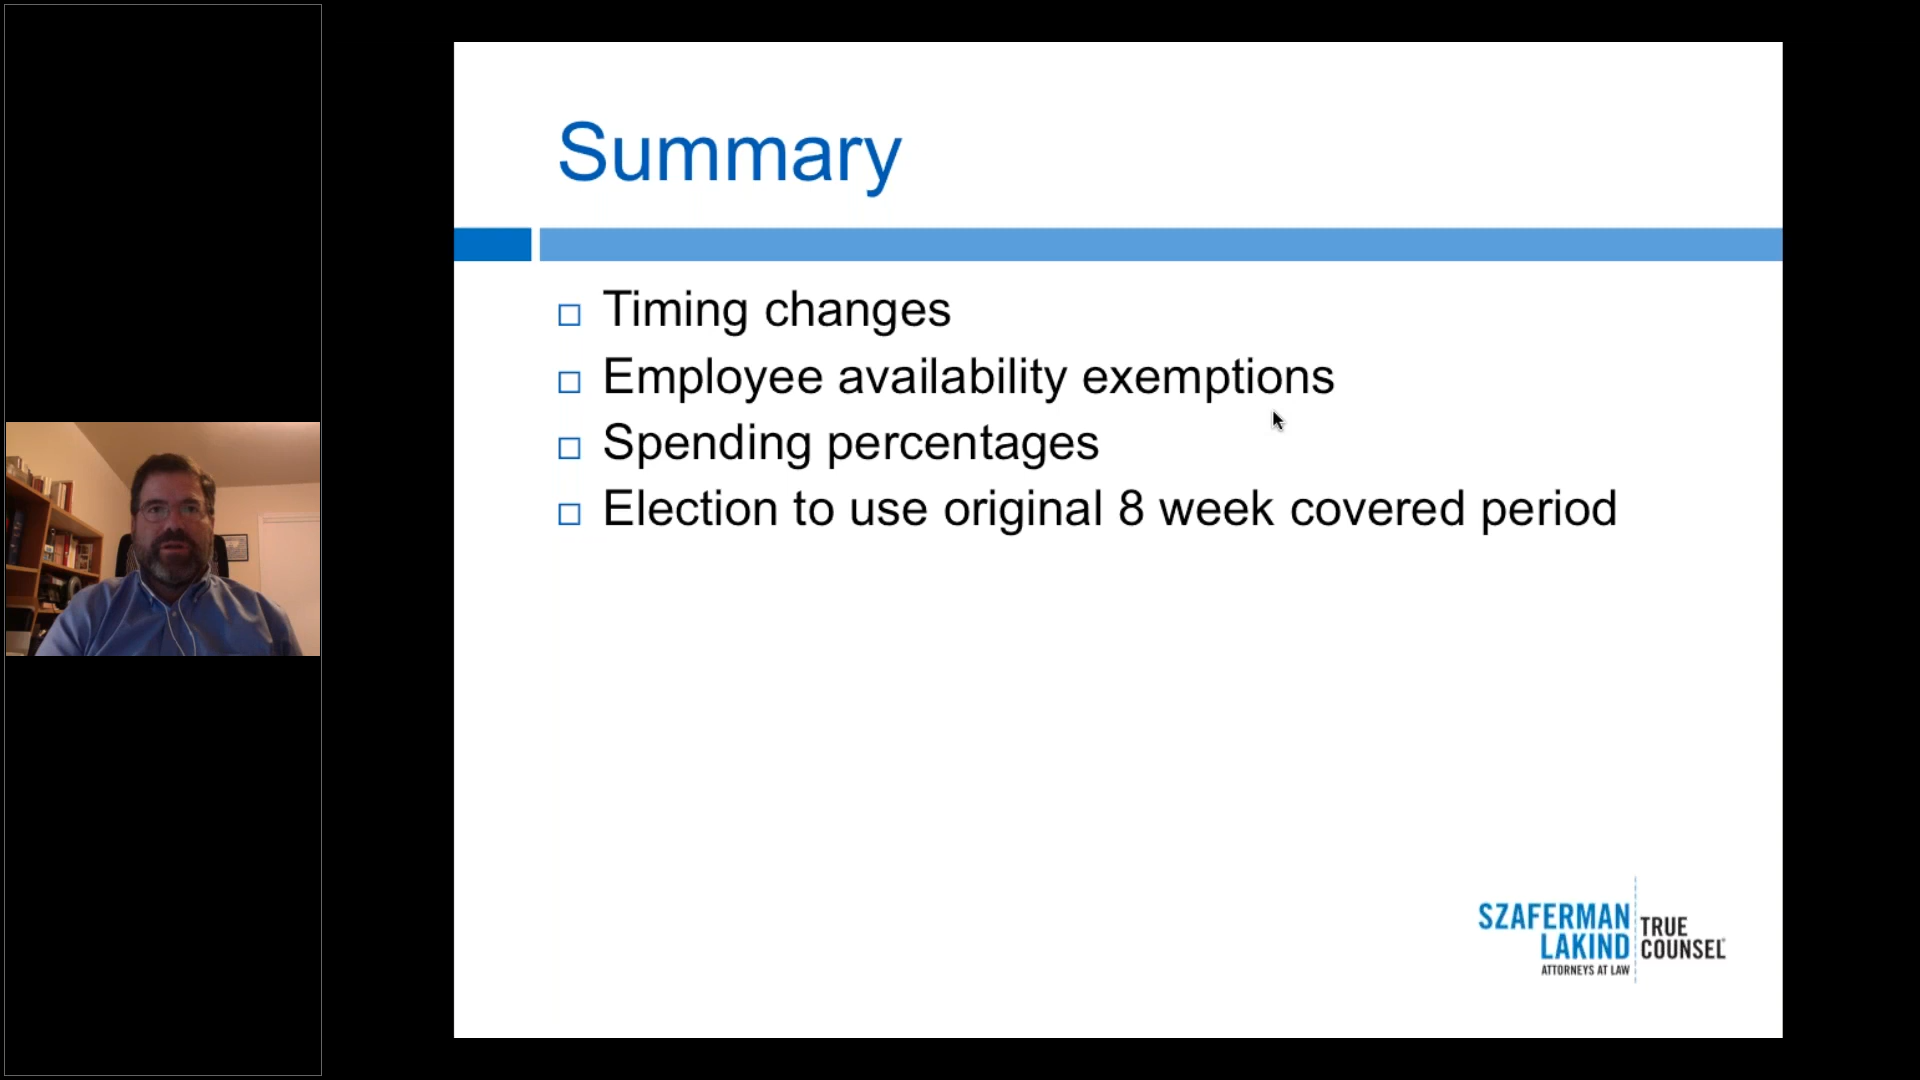 Summary
Timing changes
Employee availability exemptions
Spending percentages
Election to use original 8 week covered period
SZAFERMAN
LAKIND
ATTORNEYS AT LAW
TRUE
COUNSEL